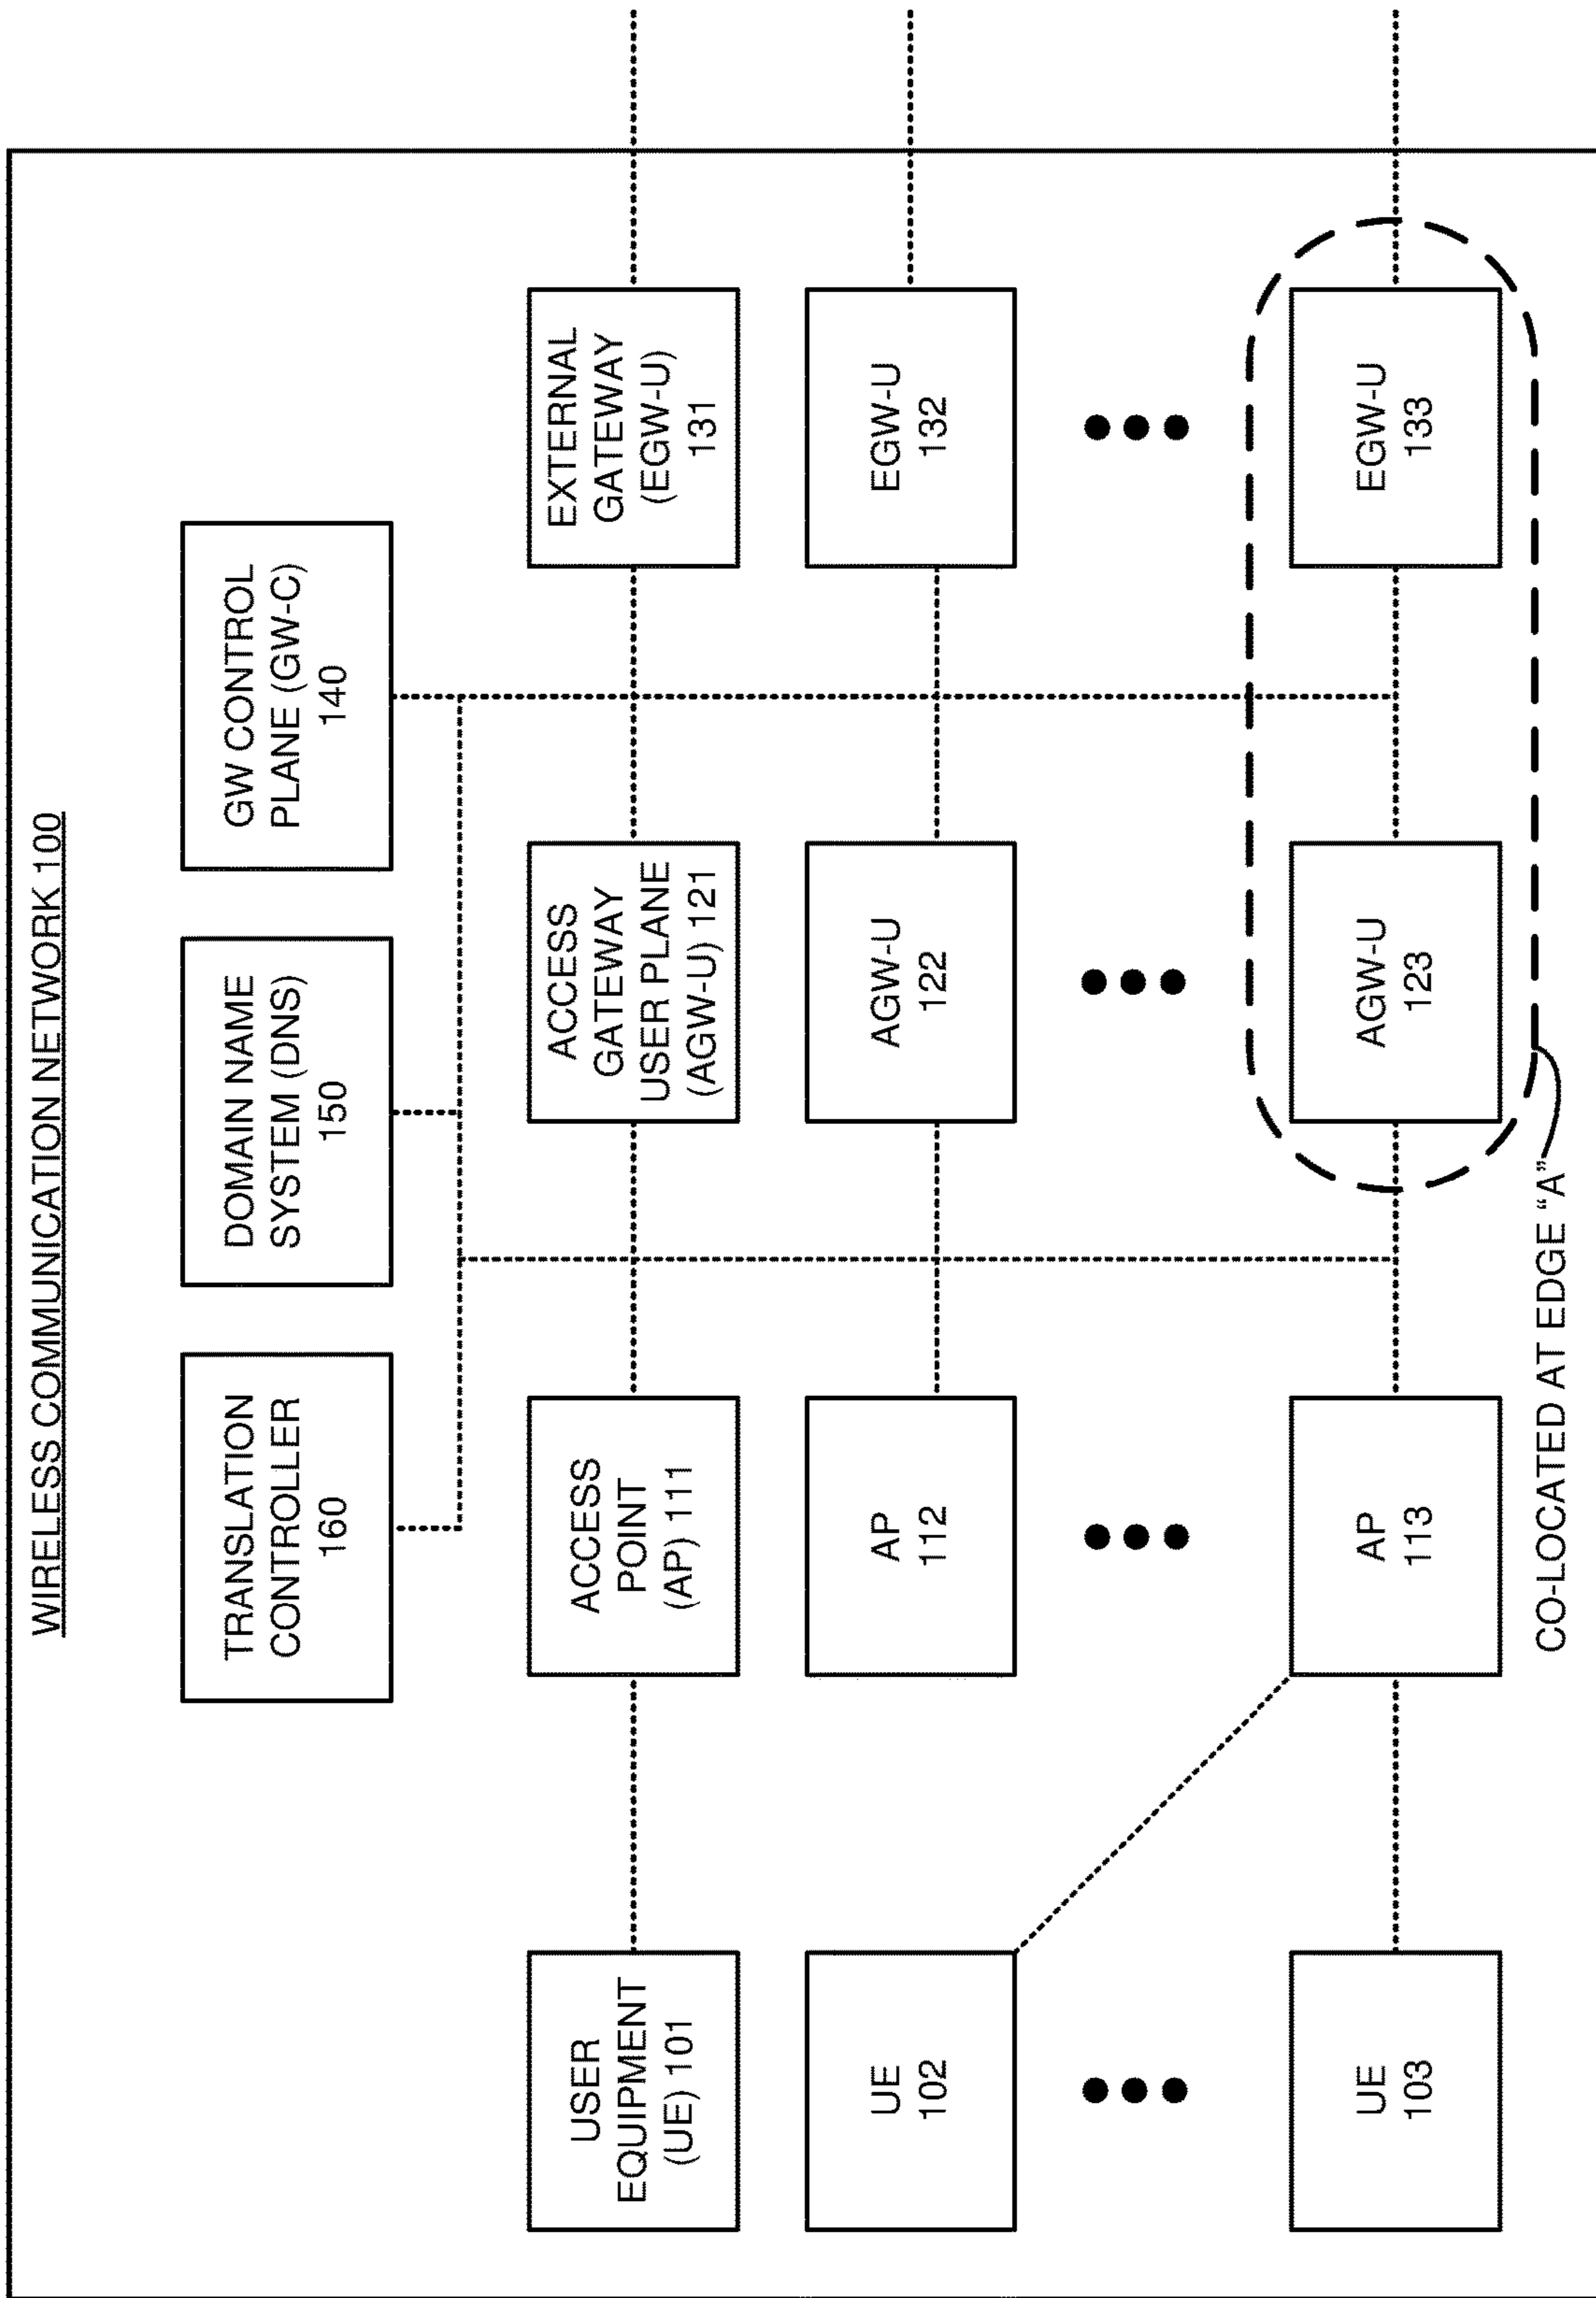 WIRELESS COMMUNICATION NETWORK 100
TRANSLATION
CONTROLLER
160
DOMAIN NAME
SYSTEM (DNS)
150
GW CONTROL
PLANE (GW-C)
140
USER
EQUIPMENT
(UE) 101
ACCESS
POINT
(AP) 111
ACCESS
GATEWAY
USER PLANE
(AGW-U) 121
EXTERNAL
GATEWAY
(EGW-U)
131
UE
102
AP
112
AGW-U
122
EGW-U
132
UE
103
AP
113
AGW-U
123
EGW-U
133
CO-LOCATED AT EDGE “A”